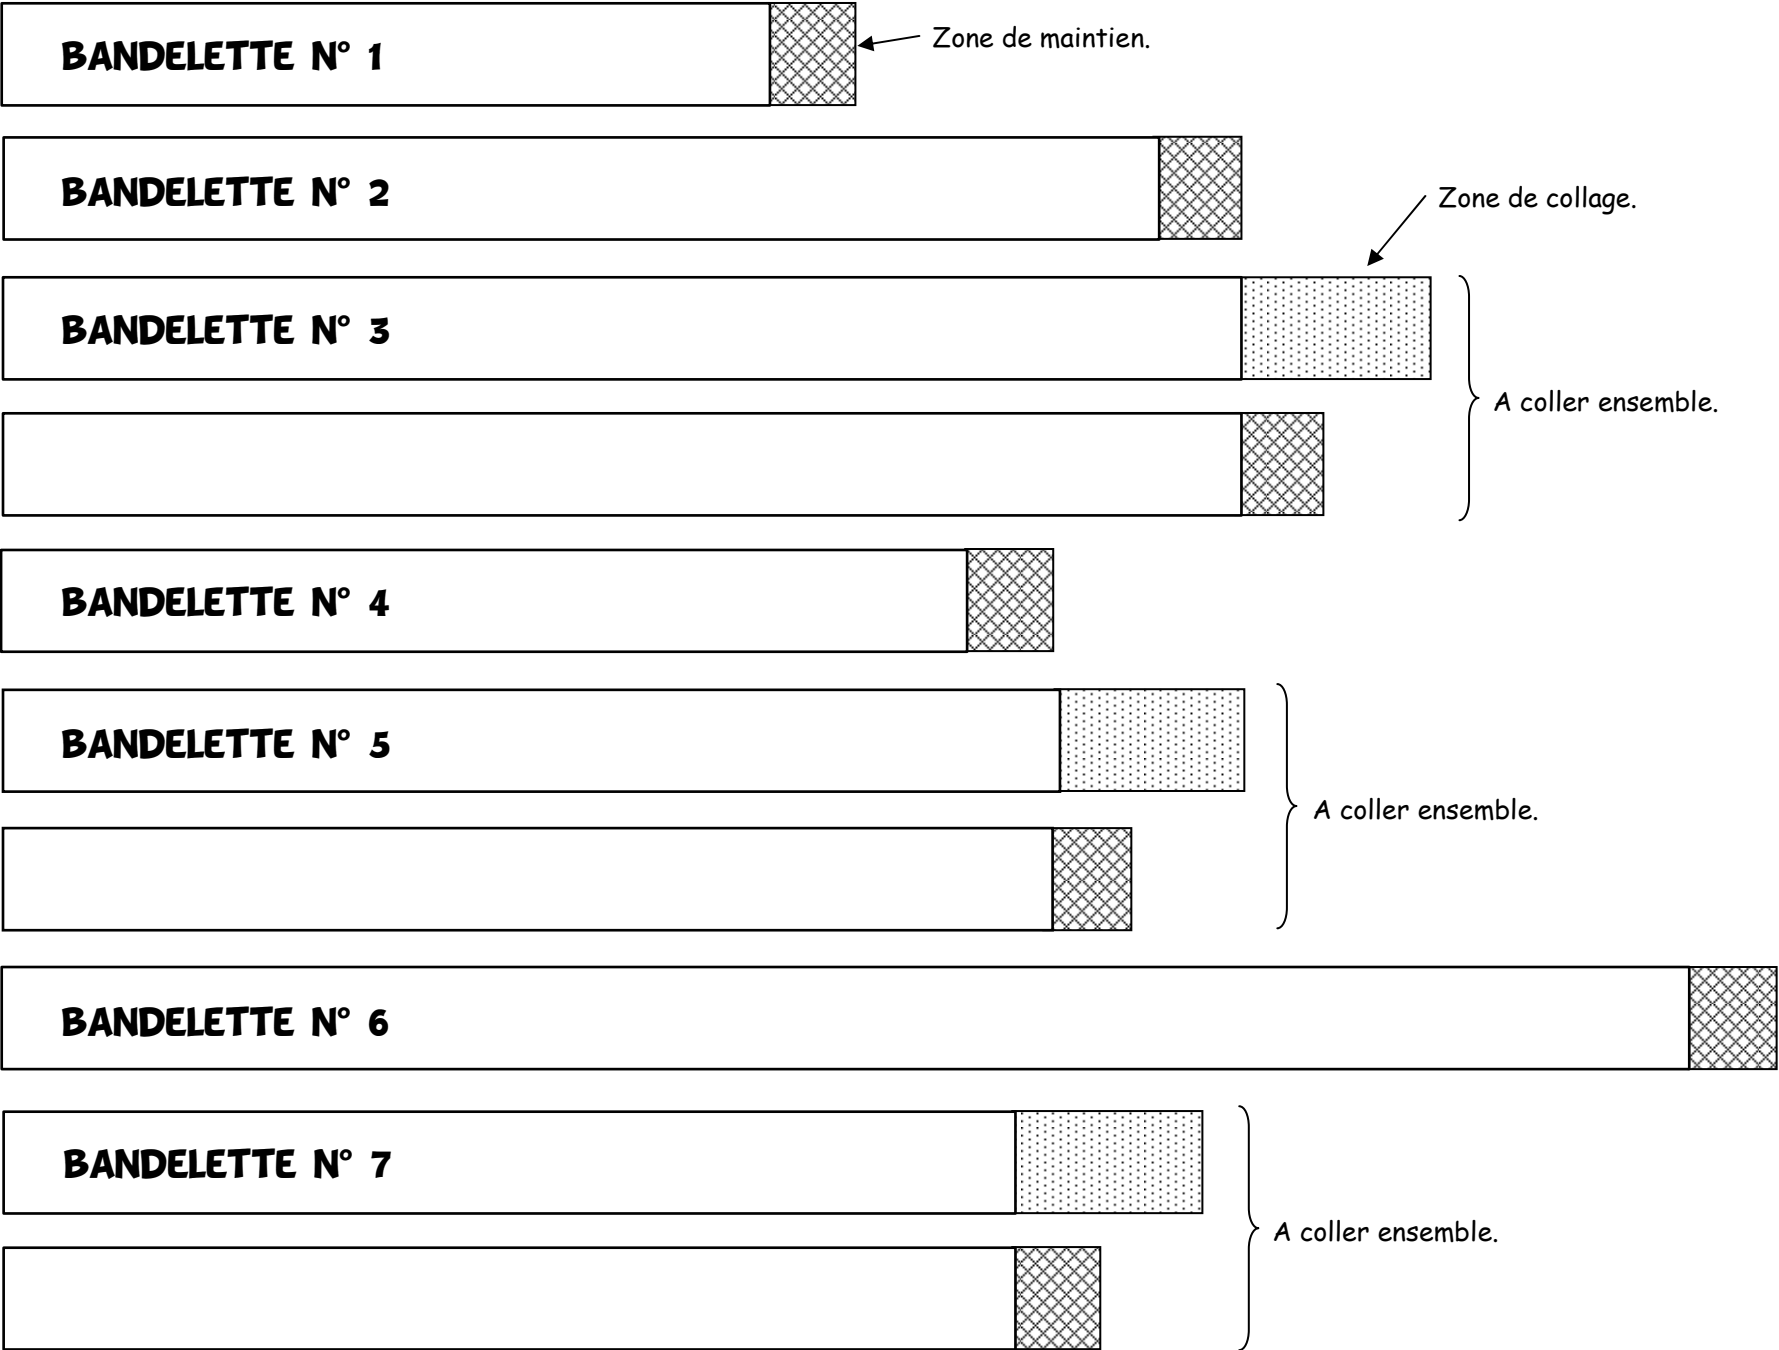 BANDELETTE N° 1
Zone de maintien.
BANDELETTE N° 2
Zone de collage.
BANDELETTE N° 3
A coller ensemble.
BANDELETTE N° 4
BANDELETTE N° 5
A coller ensemble.
BANDELETTE N° 6
BANDELETTE N° 7
A coller ensemble.